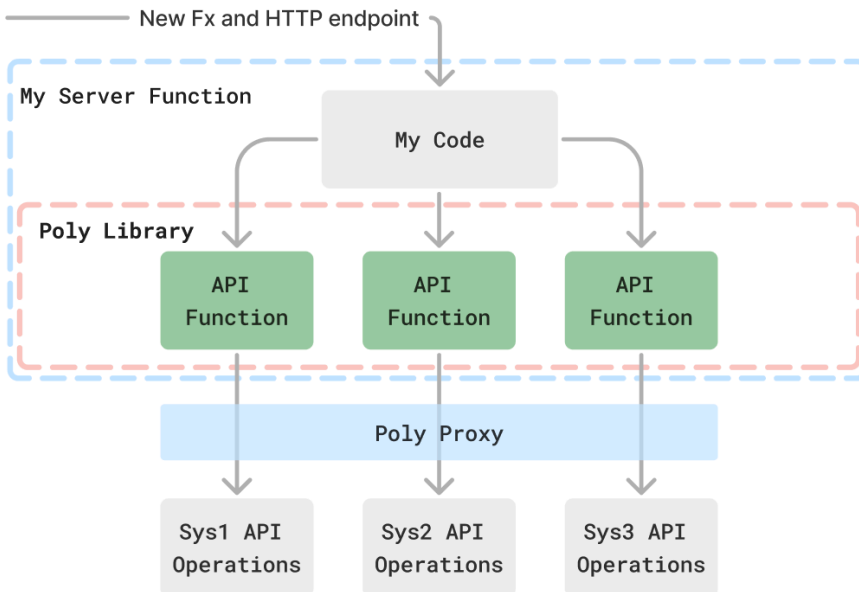 New Fx and HTTP endpoint
My Server Function
My Code
Poly Library
API
Function
API
Function
API
Function
Poly Proxy
Sys1 API
Operations
Sys2 API
Operations
Sys3 API
Operations